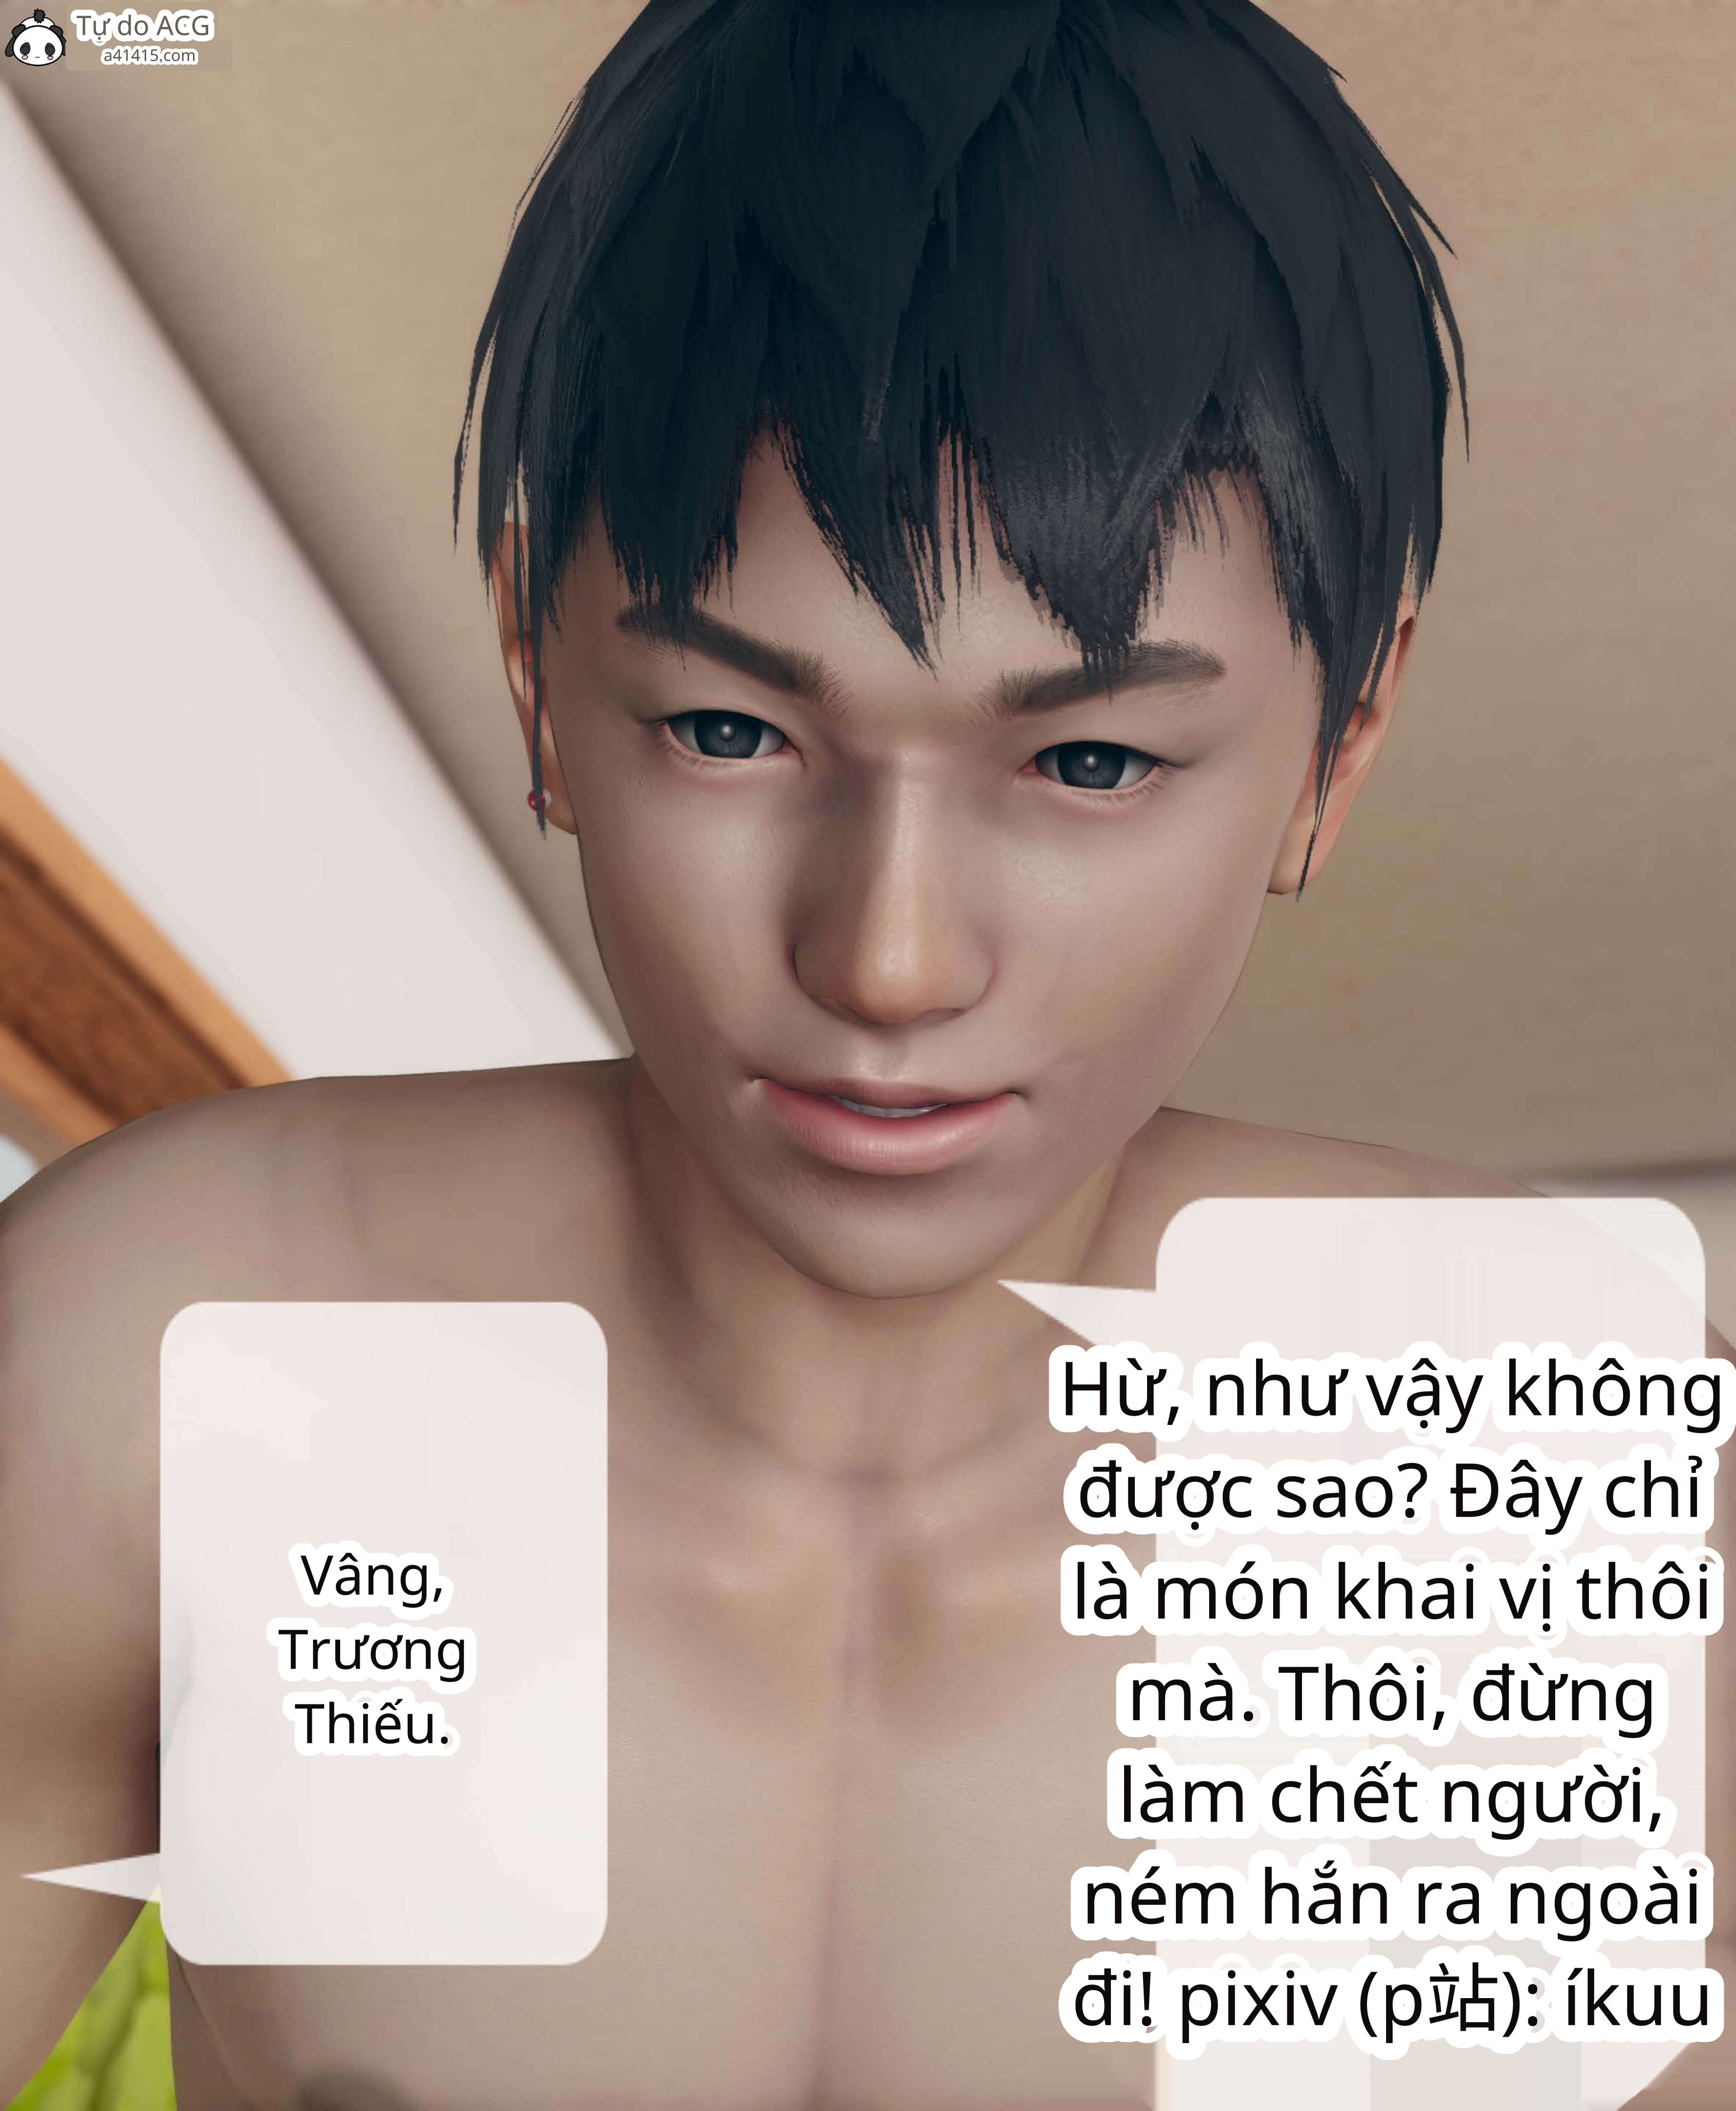 Tự do ACG
a41415.com
Hừ, như vậy không
được sao? Đây chỉ
là món khai vị thôi
mà. Thôi, đừng
làm chết người,
ném hắn ra ngoài
đi! pixiv (p站): íkuu
Vâng,
Trương
Thiếu.